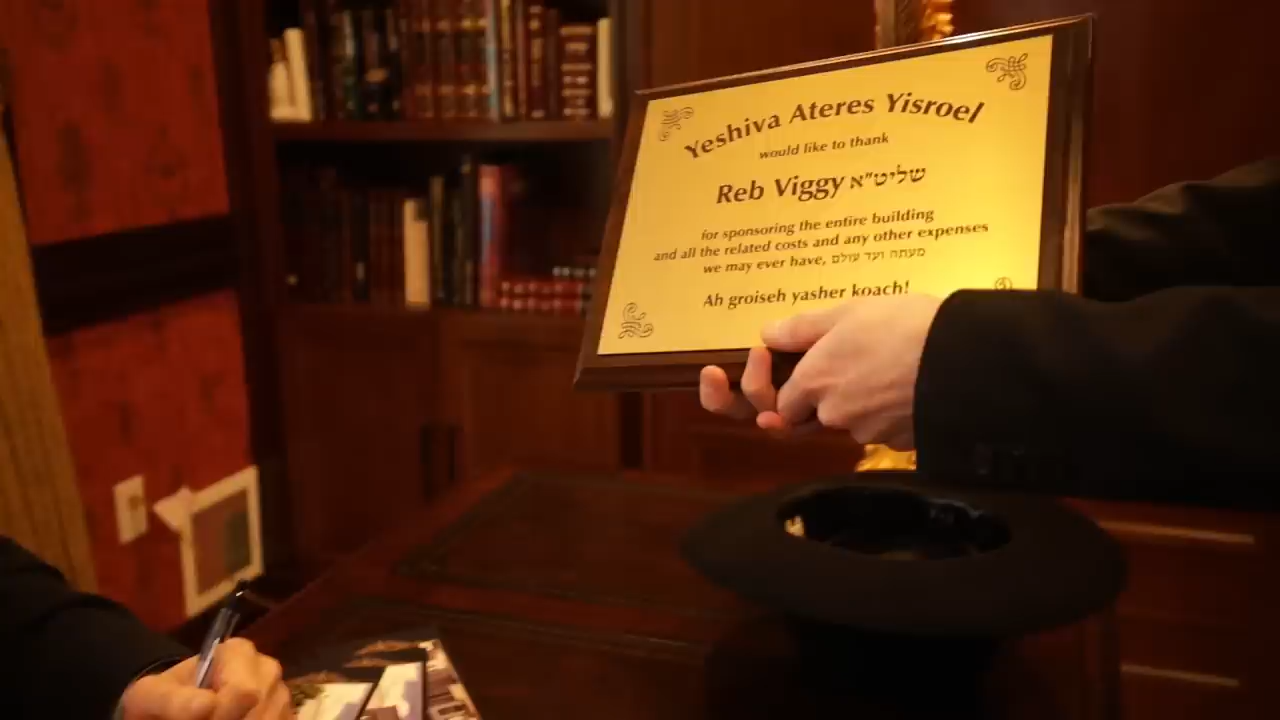 Yeshiva Ateres Yisroel
would like to thank
Reb Viggy שליט"א
for sponsoring the entire building
and all the related costs and any other expenses
we may ever have, מעתה ועד עולם
Ah groiseh yasher koach!